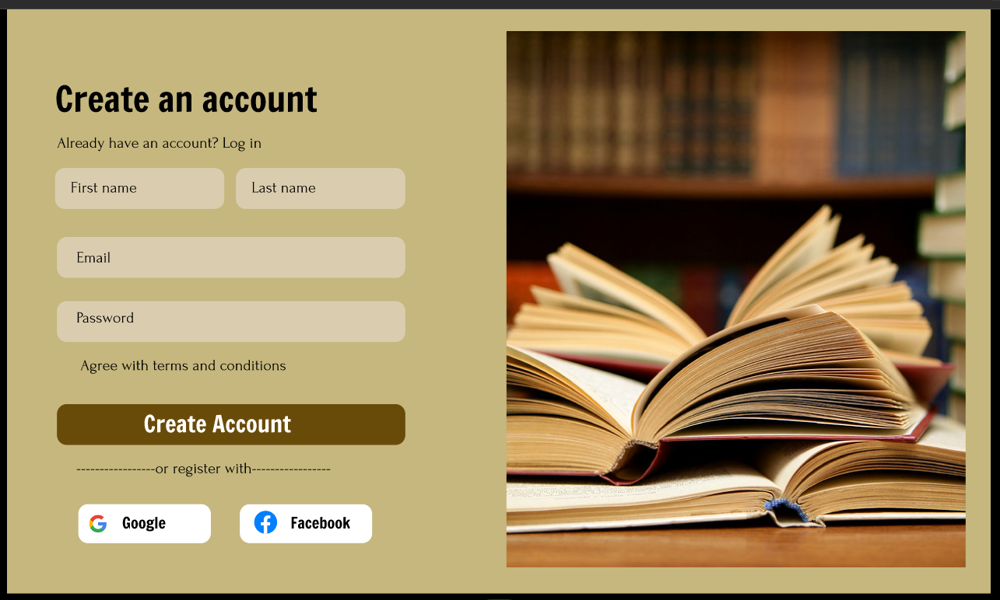 Create an account
Already have an account? Log in
First name
Last name
Email
Password
Agree with terms and conditions
Create Account
-----------------or register with-----------------
Google
Facebook